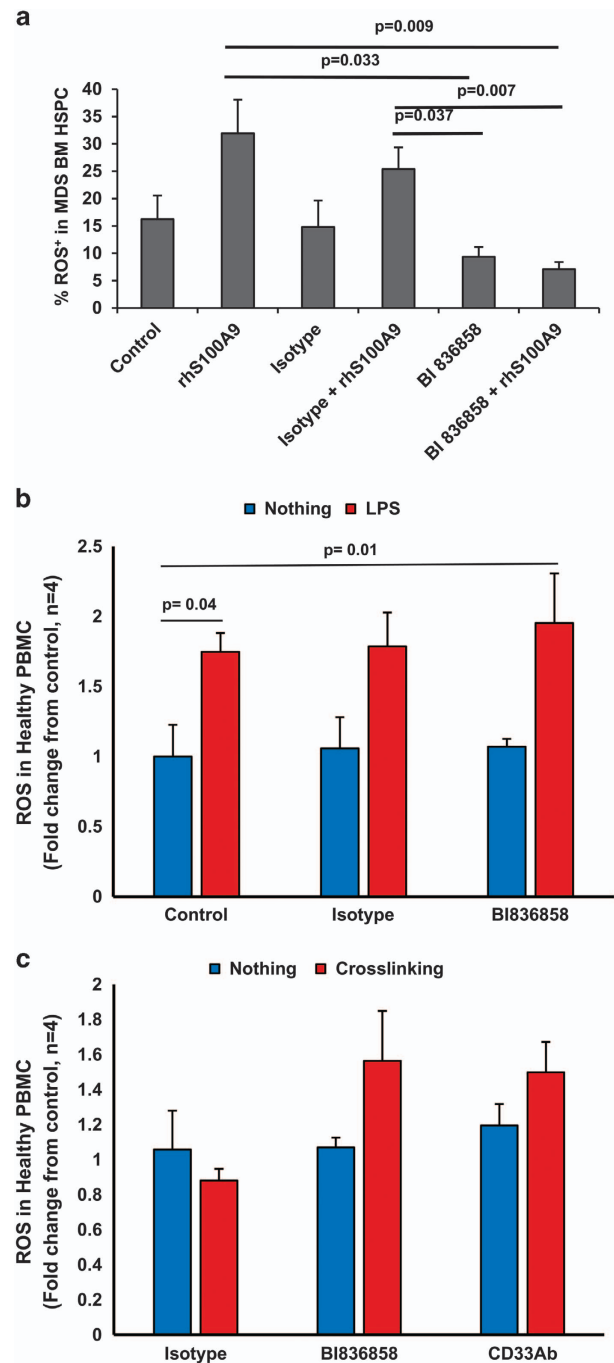 a
p=0.009
p=0.033
p=0.007
p=0.037
40
35
30
25
20
15
10
5
0
% ROS+ in MDS BM HSPC
Control
rhS100A9
Isotype
Isotype + rhS100A9
BI 836858
BI 836858 + rhS100A9
b
Nothing LPS
p= 0.01
p= 0.04
2.5
2
1.5
1
0.5
0
ROS in Healthy PBMC
(Fold change from control, n=4)
Control Isotype BI836858
c
Nothing Crosslinking
2
1.8
1.6
1.4
1.2
1
0.8
0.6
0.4
0.2
0
ROS in Healthy PBMC
(Fold change from control, n=4)
Isotype BI836858 CD33Ab